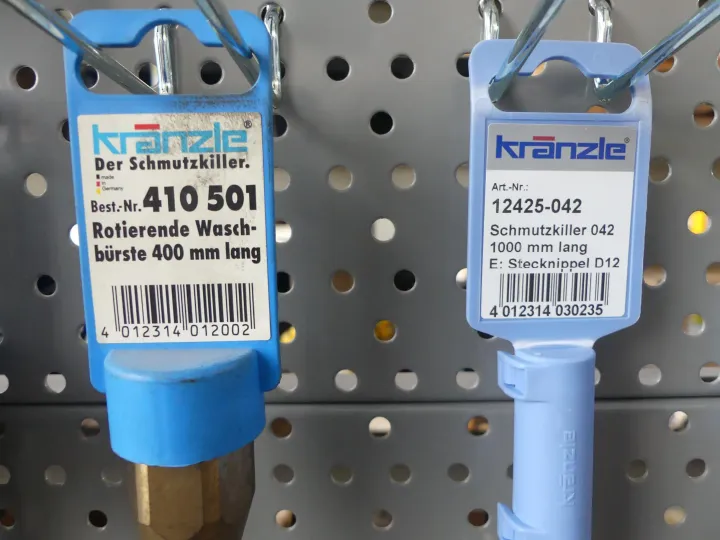 kränzle®
Der Schmutzkiller.
made
in
Germany
Best.-Nr. 410 501
Rotierende Wasch-
bürste 400 mm lang
4 012314 012002
kränzle®
Art.-Nr.:
12425-042
Schmutzkiller 042
1000 mm lang
E: Stecknippel D12
4 012314 030235
kränzle